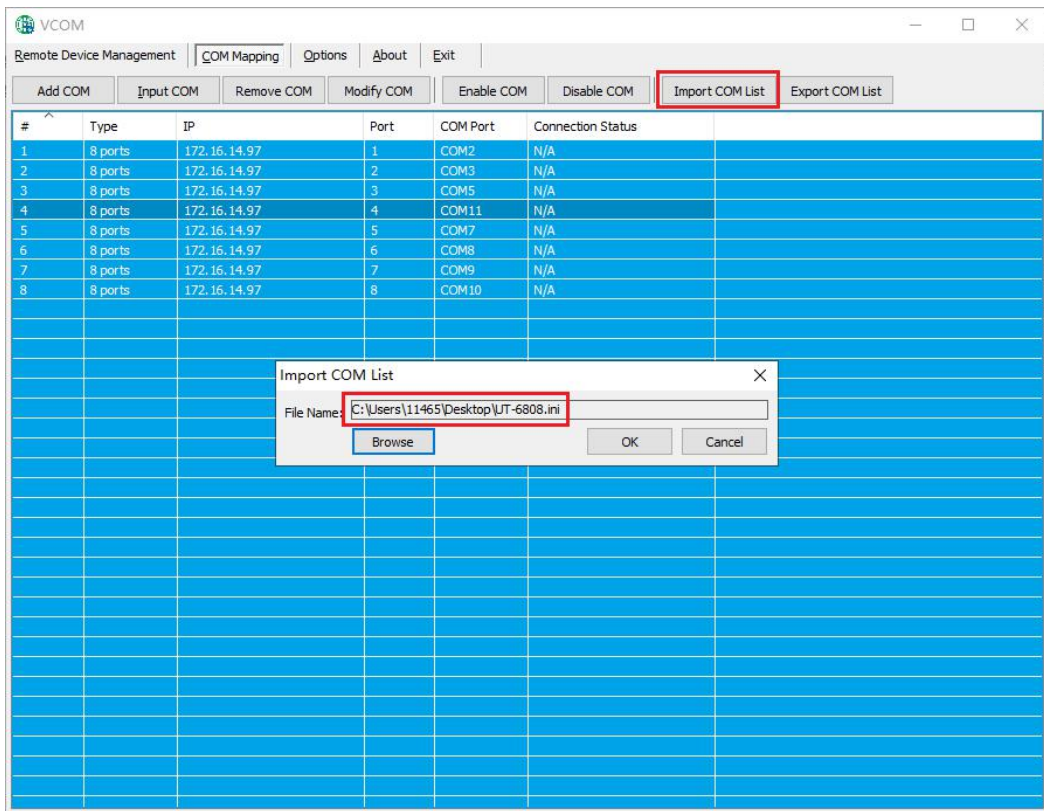 VCOM
Remote Device Management COM Mapping Options About Exit
Add COM Input COM Remove COM Modify COM Enable COM Disable COM Import COM List Export COM List
# Type IP Port COM Port Connection Status
1 8 ports 172.16.14.97 1 COM2 N/A
2 8 ports 172.16.14.97 2 COM3 N/A
3 8 ports 172.16.14.97 3 COM5 N/A
4 8 ports 172.16.14.97 4 COM11 N/A
5 8 ports 172.16.14.97 5 COM7 N/A
6 8 ports 172.16.14.97 6 COM8 N/A
7 8 ports 172.16.14.97 7 COM9 N/A
8 8 ports 172.16.14.97 8 COM10 N/A
Import COM List
File Name: C:\Users\11465\Desktop\UT-6808.ini
Browse OK Cancel